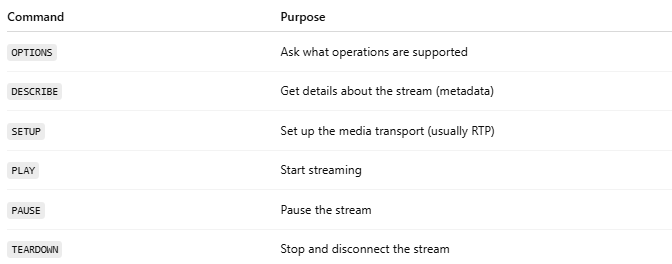 Command Purpose
OPTIONS Ask what operations are supported
DESCRIBE Get details about the stream (metadata)
SETUP Set up the media transport (usually RTP)
PLAY Start streaming
PAUSE Pause the stream
TEARDOWN Stop and disconnect the stream